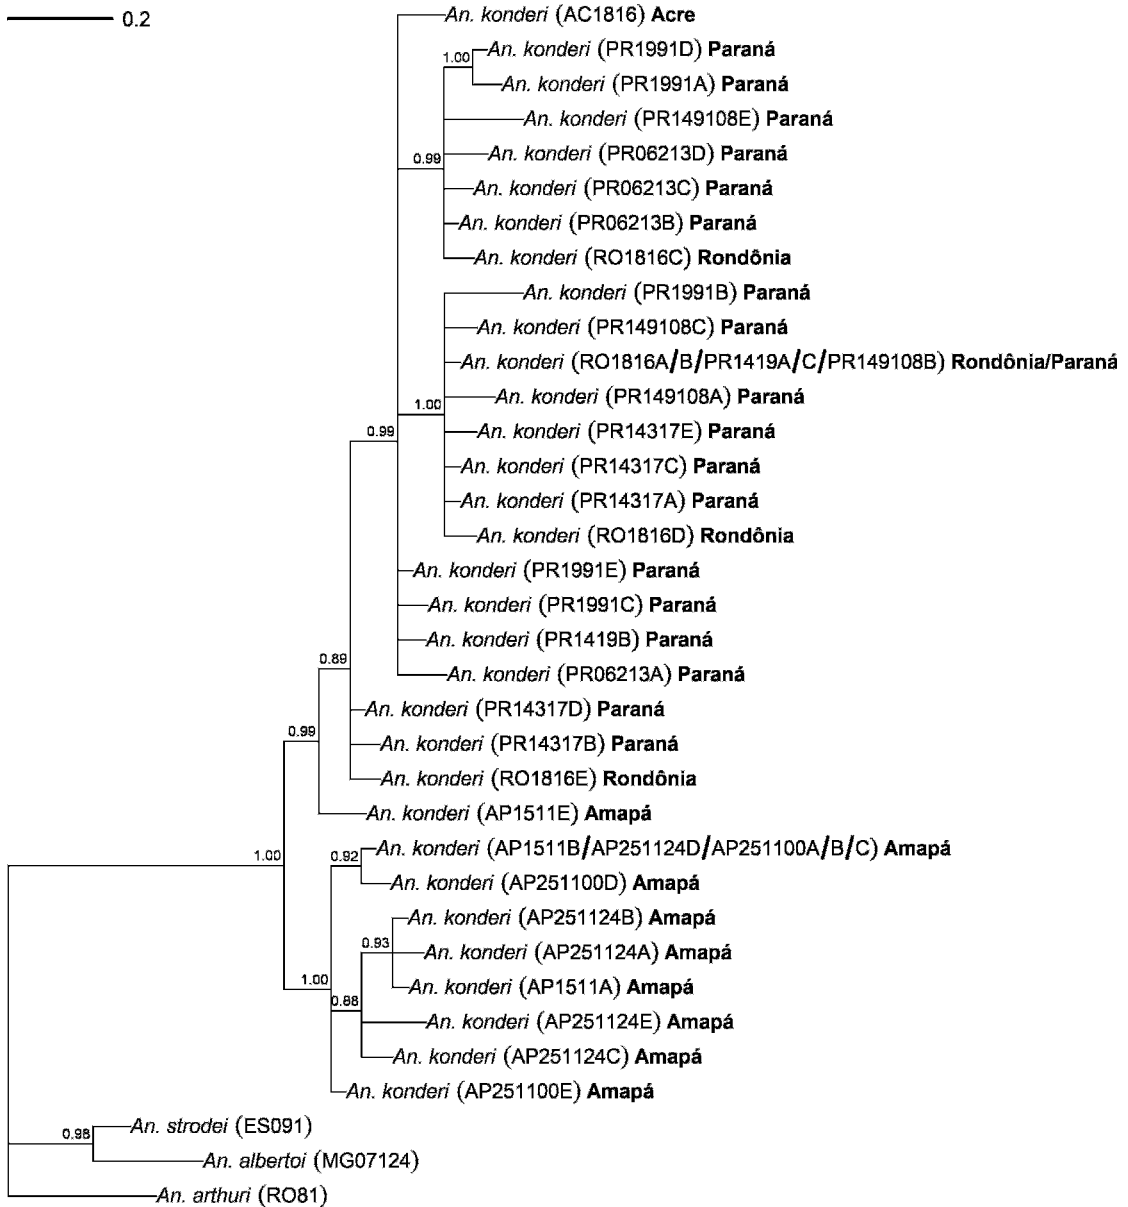 0.2
An. konderi (AC1816) Acre
An. konderi (PR1991D) Paraná
1.00
An. konderi (PR1991A) Paraná
An. konderi (PR149108E) Paraná
An. konderi (PR06213D) Paraná
0.99
An. konderi (PR06213C) Paraná
An. konderi (PR06213B) Paraná
An. konderi (RO1816C) Rondônia
An. konderi (PR1991B) Paraná
An. konderi (PR149108C) Paraná
An. konderi (RO1816A/B/PR1419A/C/PR149108B) Rondônia/Paraná
An. konderi (PR149108A) Paraná
1.00
An. konderi (PR14317E) Paraná
0.99
An. konderi (PR14317C) Paraná
An. konderi (PR14317A) Paraná
An. konderi (RO1816D) Rondônia
An. konderi (PR1991E) Paraná
An. konderi (PR1991C) Paraná
An. konderi (PR1419B) Paraná
0.89
An. konderi (PR06213A) Paraná
An. konderi (PR14317D) Paraná
0.99
An. konderi (PR14317B) Paraná
An. konderi (RO1816E) Rondônia
An. konderi (AP1511E) Amapá
An. konderi (AP1511B/AP251124D/AP251100A/B/C) Amapá
1.00
0.92
An. konderi (AP251100D) Amapá
An. konderi (AP251124B) Amapá
0.93
An. konderi (AP251124A) Amapá
1.00
An. konderi (AP1511A) Amapá
0.88
An. konderi (AP251124E) Amapá
An. konderi (AP251124C) Amapá
An. konderi (AP251100E) Amapá
An. strodei (ES091)
0.98
An. albertoi (MG07124)
An. arthuri (RO81)